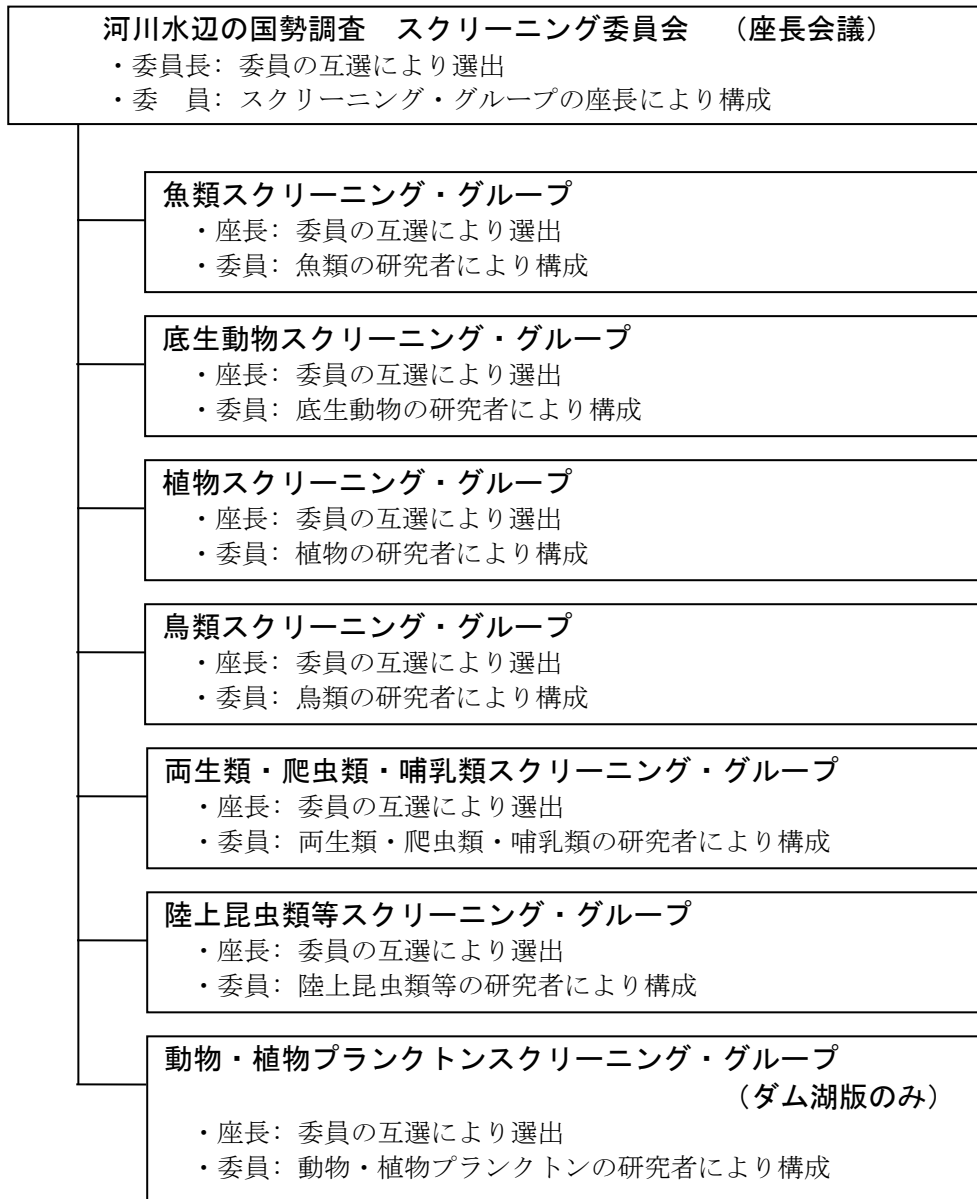 河川水辺の国勢調査　スクリーニング委員会　（座長会議）
・委員長：委員の互選により選出
・委　員：スクリーニング・グループの座長により構成
魚類スクリーニング・グループ
・座長：委員の互選により選出
・委員：魚類の研究者により構成
底生動物スクリーニング・グループ
・座長：委員の互選により選出
・委員：底生動物の研究者により構成
植物スクリーニング・グループ
・座長：委員の互選により選出
・委員：植物の研究者により構成
鳥類スクリーニング・グループ
・座長：委員の互選により選出
・委員：鳥類の研究者により構成
両生類・爬虫類・哺乳類スクリーニング・グループ
・座長：委員の互選により選出
・委員：両生類・爬虫類・哺乳類の研究者により構成
陸上昆虫類等スクリーニング・グループ
・座長：委員の互選により選出
・委員：陸上昆虫類等の研究者により構成
動物・植物プランクトンスクリーニング・グループ
（ダム湖版のみ）
・座長：委員の互選により選出
・委員：動物・植物プランクトンの研究者により構成